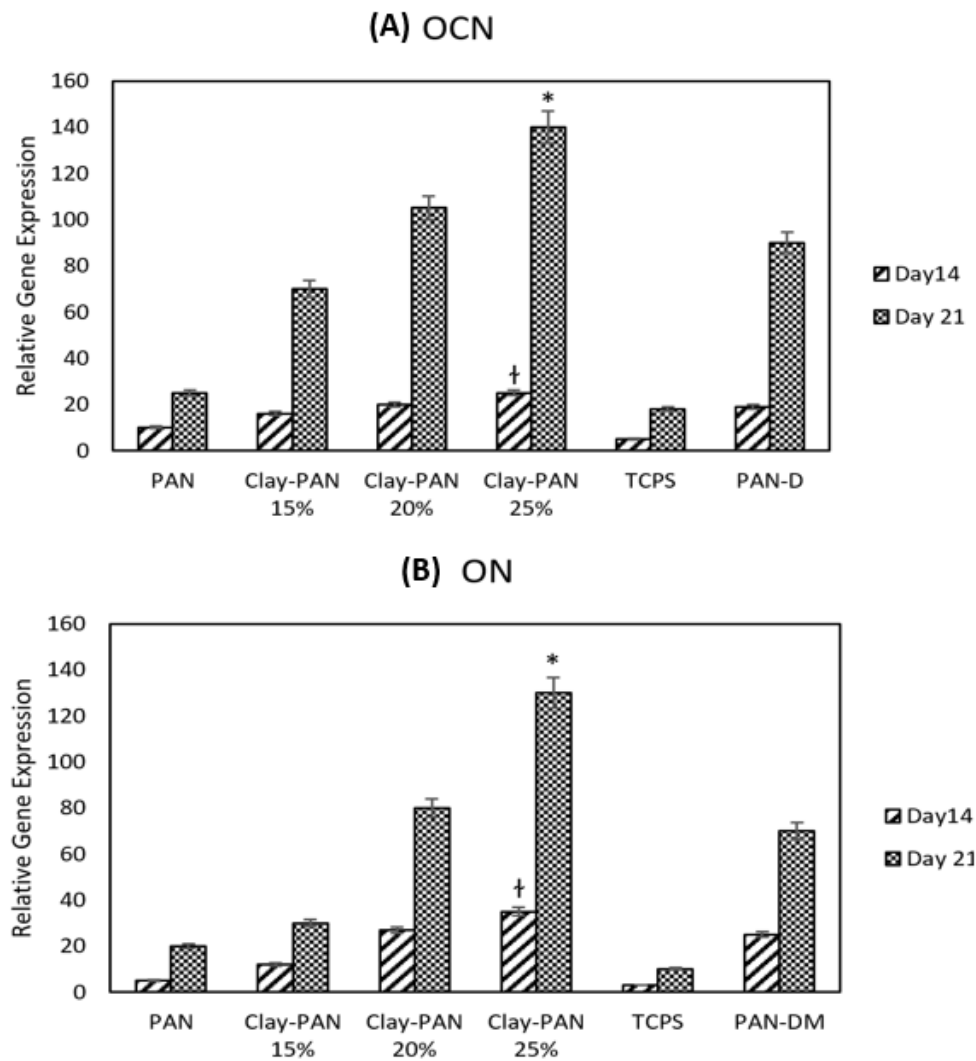 (A) OCN
160
140
120
100
80
60
40
20
0
Relative Gene Expression
*
ɫ
PAN
Clay-PAN
15%
Clay-PAN
20%
Clay-PAN
25%
TCPS
PAN-D
Day14
Day 21
(B) ON
160
140
120
100
80
60
40
20
0
Relative Gene Expression
*
ɫ
PAN
Clay-PAN
15%
Clay-PAN
20%
Clay-PAN
25%
TCPS
PAN-DM
Day14
Day 21